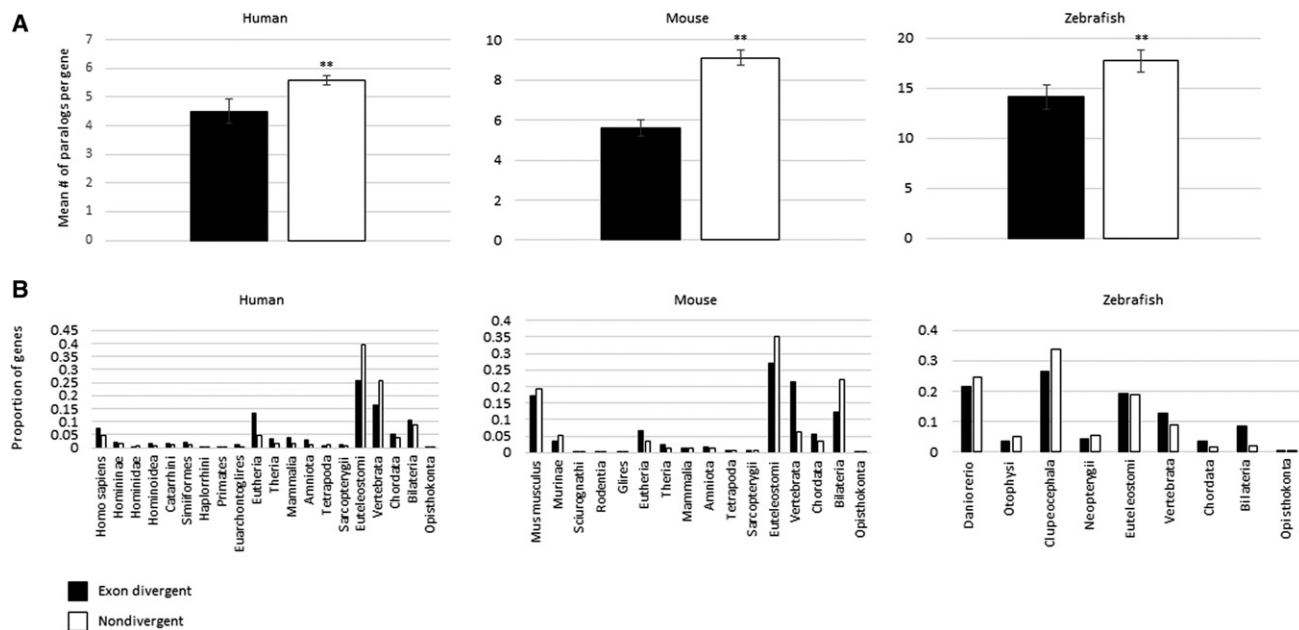 A
Human
Mean # of paralogs per gene
7
6
5
4
3
2
1
0
**
Mouse
10
8
6
4
2
0
**
Zebrafish
20
15
10
5
0
**
B
Human
Proportion of genes
0.45
0.4
0.35
0.3
0.25
0.2
0.15
0.1
0.05
0
Homo sapiens
Homininae
Hominidae
Hominoidea
Catarrhini
Simiiformes
Haplorrhini
Primates
Euarchontoglires
Eutheria
Theria
Mammalia
Amniota
Tetrapoda
Sarcopterygii
Euteleostomi
Vertebrata
Chordata
Bilateria
Opisthokonta
Mouse
0.4
0.35
0.3
0.25
0.2
0.15
0.1
0.05
0
Mus musculus
Murinae
Sciurognathi
Rodentia
Glires
Eutheria
Theria
Mammalia
Amniota
Tetrapoda
Sarcopterygii
Euteleostomi
Vertebrata
Chordata
Bilateria
Opisthokonta
Zebrafish
0.4
0.3
0.2
0.1
0
Danio rerio
Otophysi
Clupeocephala
Neopterygii
Euteleostomi
Vertebrata
Chordata
Bilateria
Opisthokonta
Exon divergent
Nondivergent